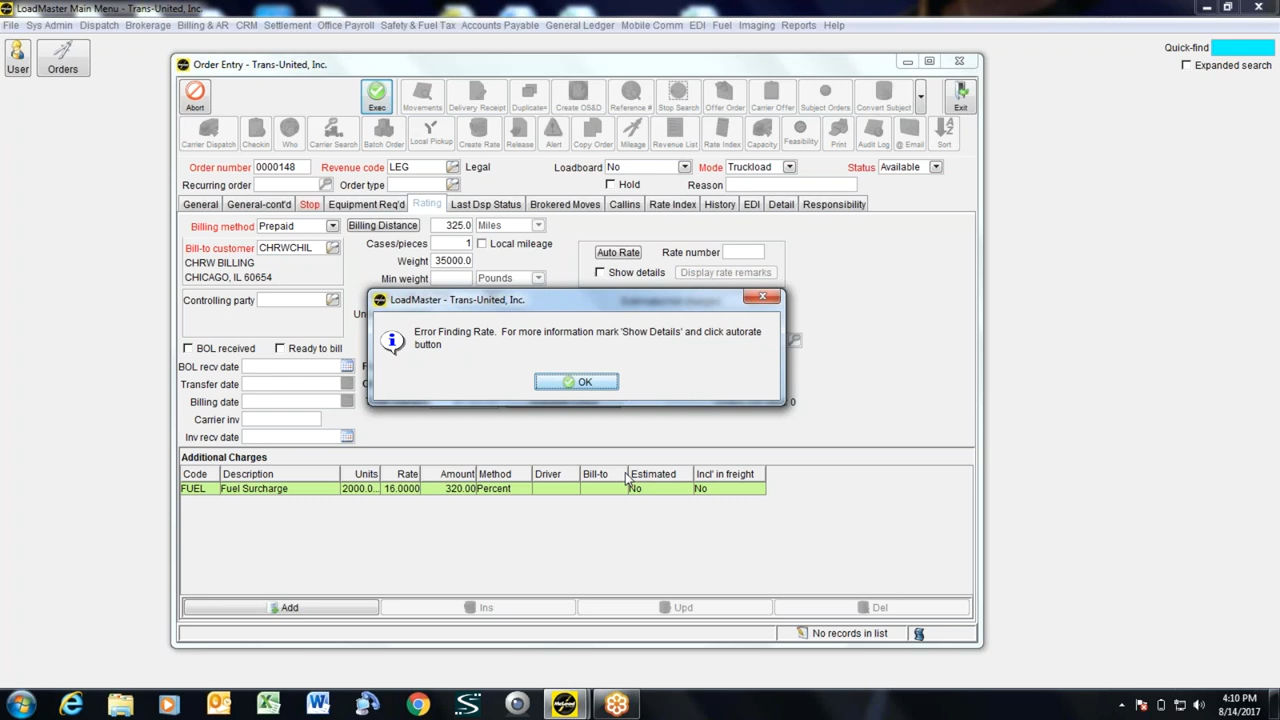 LoadMaster Main Menu - Trans-United, Inc.
File Sys Admin Dispatch Brokerage Billing & AR CRM Settlement Office Payroll Safety & Fuel Tax Accounts Payable General Ledger Mobile Comm EDI Fuel Imaging Reports Help
User Orders
Quick-find
Expanded search
Order Entry - Trans-United, Inc.
Abort Exec Movements Delivery Receipt Duplicate= Create OS&D Reference # Stop Search Offer Order Carrier Offer Subject Orders Convert Subject Exit
Carrier Dispatch Checkin Who Carrier Search Batch Order Local Pickup Create Rate Release Alert Copy Order Mileage Revenue List Rate Index Capacity Feasibility Print Audit Log @ Email Sort
Order number 0000148 Revenue code LEG Legal Loadboard No Mode Truckload Status Available
Recurring order Order type Hold Reason
General General-cont'd Stop Equipment Req'd Rating Last Dsp Status Brokered Moves Callins Rate Index History EDI Detail Responsibility
Billing method Prepaid Billing Distance 325.0 Miles
Bill-to customer CHRWCHIL Cases/pieces 1 Local mileage Auto Rate Rate number
CHRW BILLING Weight 35000.0 Show details Display rate remarks
CHICAGO, IL 60654 Min weight Pounds
Controlling party
LoadMaster - Trans-United, Inc.
Error Finding Rate. For more information mark 'Show Details' and click autorate
button
OK
BOL received Ready to bill
BOL recv date
Transfer date
Billing date 0
Carrier inv
Inv recv date
Additional Charges
Code Description Units Rate Amount Method Driver Bill-to Estimated Incl' in freight
FUEL Fuel Surcharge 2000.0... 16.0000 320.00 Percent No No
Add Ins Upd Del
No records in list
4:10 PM
8/14/2017